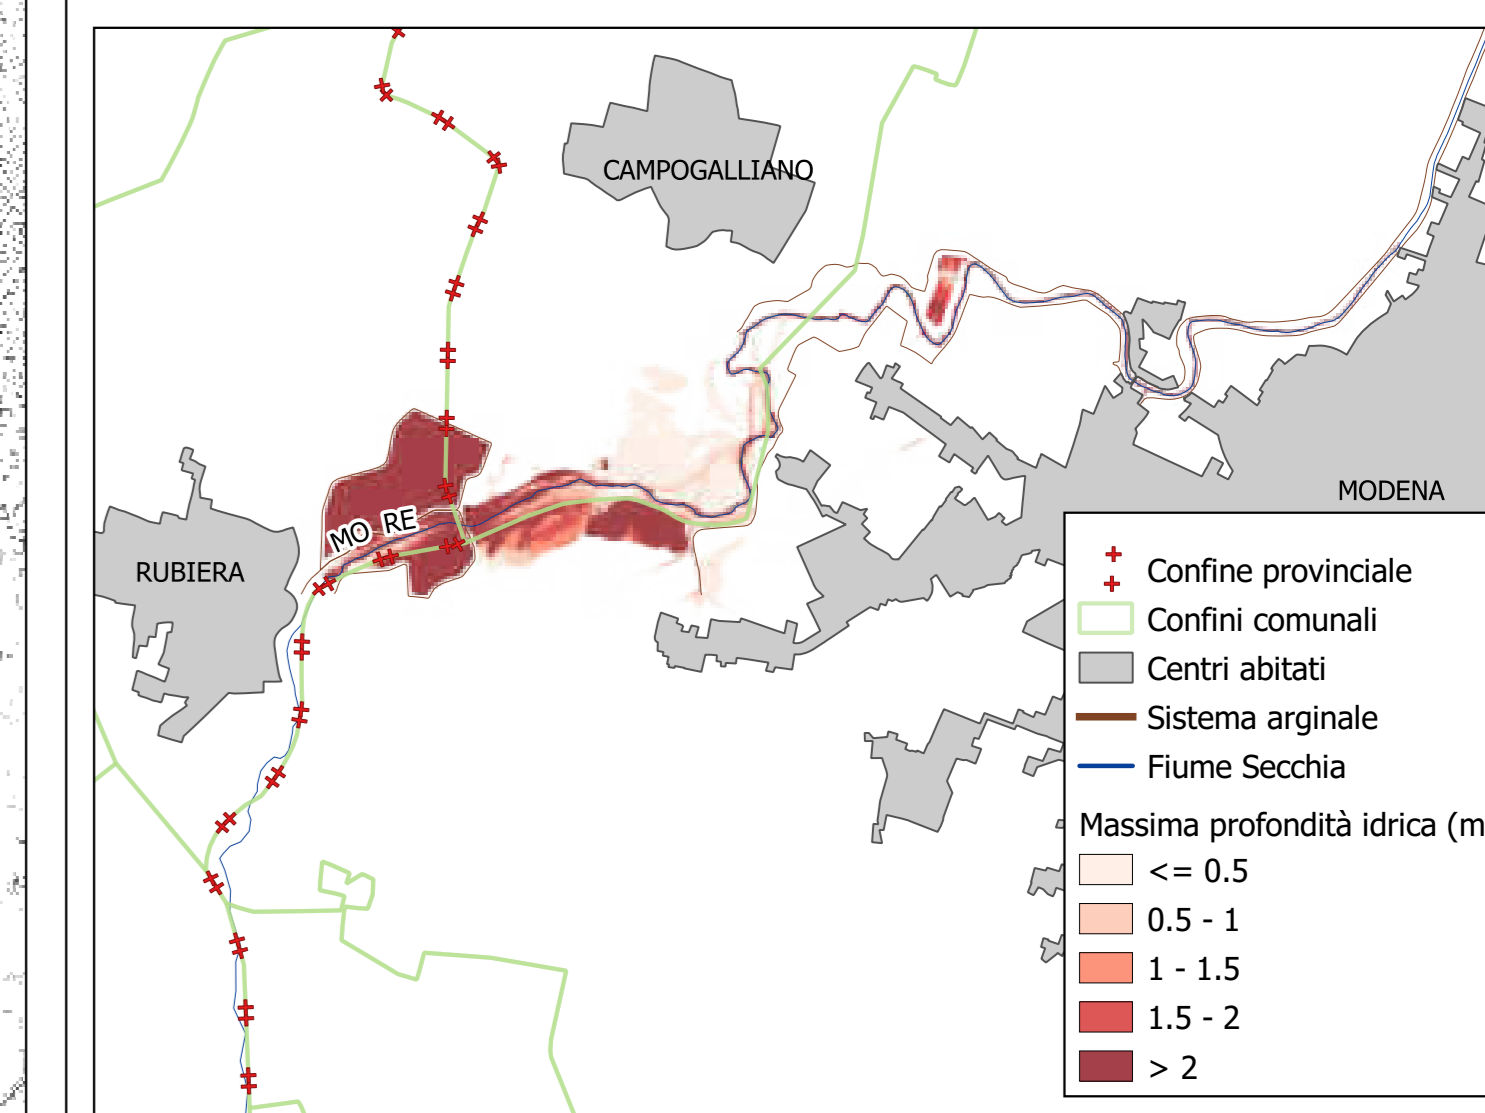 CAMPOGALLIANO
MODENA
MO RE
RUBIERA
Confine provinciale
Confini comunali
Centri abitati
Sistema arginale
Fiume Secchia
Massima profondità idrica (m
<= 0.5
0.5 - 1
1 - 1.5
1.5 - 2
> 2